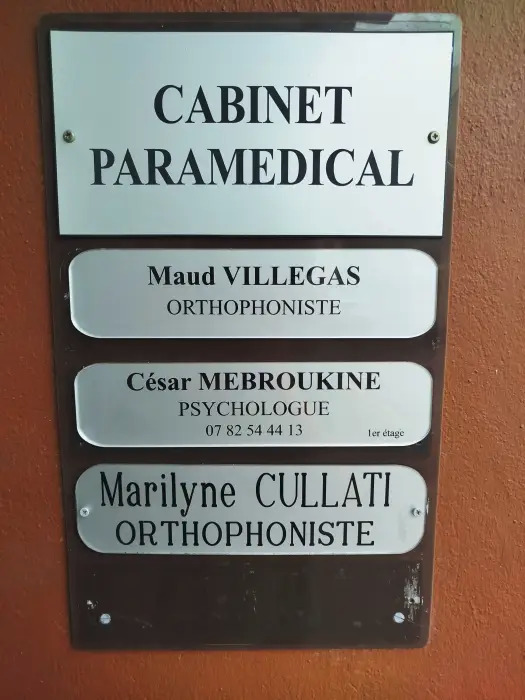 CABINET
PARAMEDICAL
Maud VILLEGAS
ORTHOPHONISTE
César MEBROUKINE
PSYCHOLOGUE
07 82 54 44 13
1er étage
Marilyne CULLATI
ORTHOPHONISTE